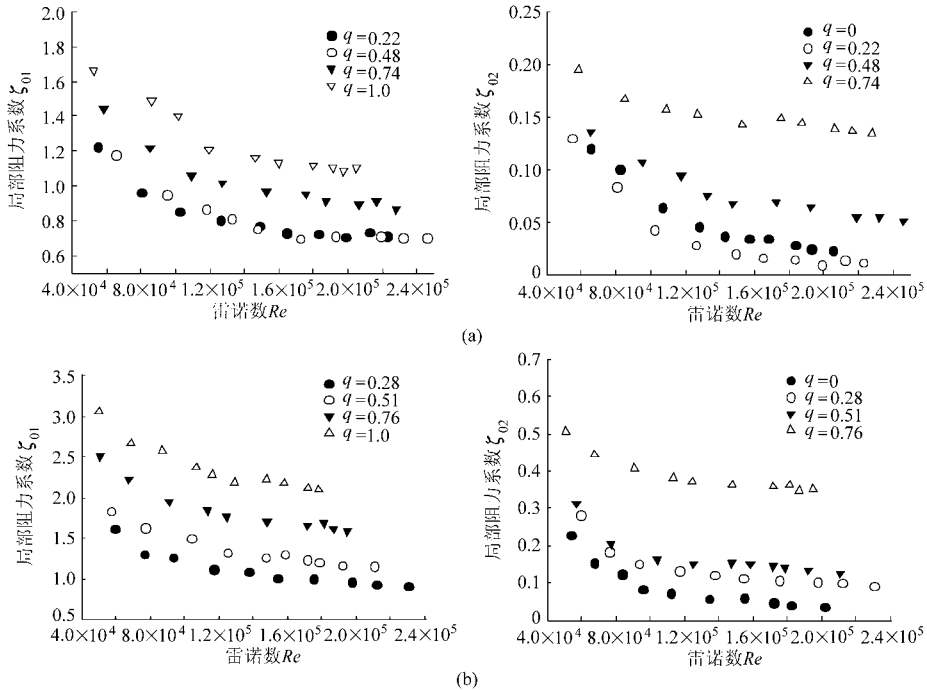 2.0
1.8
1.6
1.4
1.2
1.0
0.8
0.6
局部阻力系数ζ01
q=0.22
q=0.48
q=0.74
q=1.0
4.0×10⁴ 8.0×10⁴ 1.2×10⁵ 1.6×10⁵ 2.0×10⁵ 2.4×10⁵
雷诺数Re
0.25
0.20
0.15
0.10
0.05
0
局部阻力系数ζ02
q=0
q=0.22
q=0.48
q=0.74
4.0×10⁴ 8.0×10⁴ 1.2×10⁵ 1.6×10⁵ 2.0×10⁵ 2.4×10⁵
雷诺数Re
(a)
3.5
3.0
2.5
2.0
1.5
1.0
0.5
局部阻力系数ζ01
q=0.28
q=0.51
q=0.76
q=1.0
4.0×10⁴ 8.0×10⁴ 1.2×10⁵ 1.6×10⁵ 2.0×10⁵ 2.4×10⁵
雷诺数Re
0.7
0.6
0.5
0.4
0.3
0.2
0.1
0
局部阻力系数ζ02
q=0
q=0.28
q=0.51
q=0.76
4.0×10⁴ 8.0×10⁴ 1.2×10⁵ 1.6×10⁵ 2.0×10⁵ 2.4×10⁵
雷诺数Re
(b)